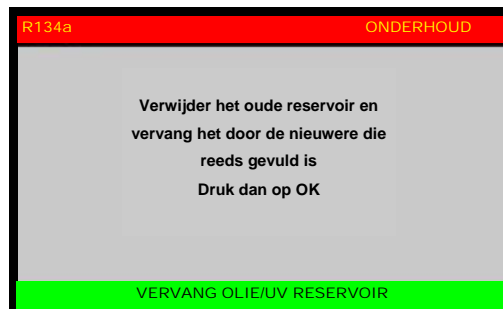 R134a ONDERHOUD
Verwijder het oude reservoir en
vervang het door de nieuwere die
reeds gevuld is
Druk dan op OK
VERVANG OLIE/UV RESERVOIR